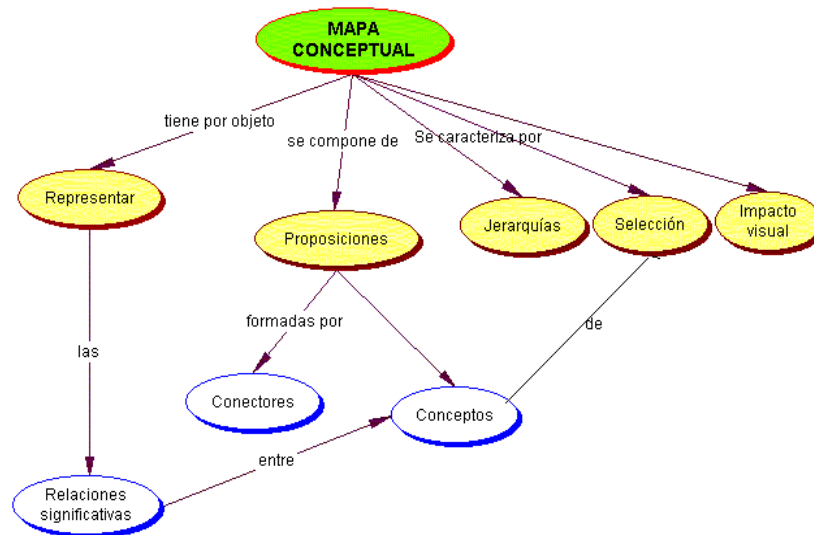 MAPA
CONCEPTUAL
tiene por objeto
se compone de
Se caracteriza por
Representar
Proposiciones
Jerarquías
Selección
Impacto
visual
formadas por
las
de
Conectores
Conceptos
entre
Relaciones
significativas